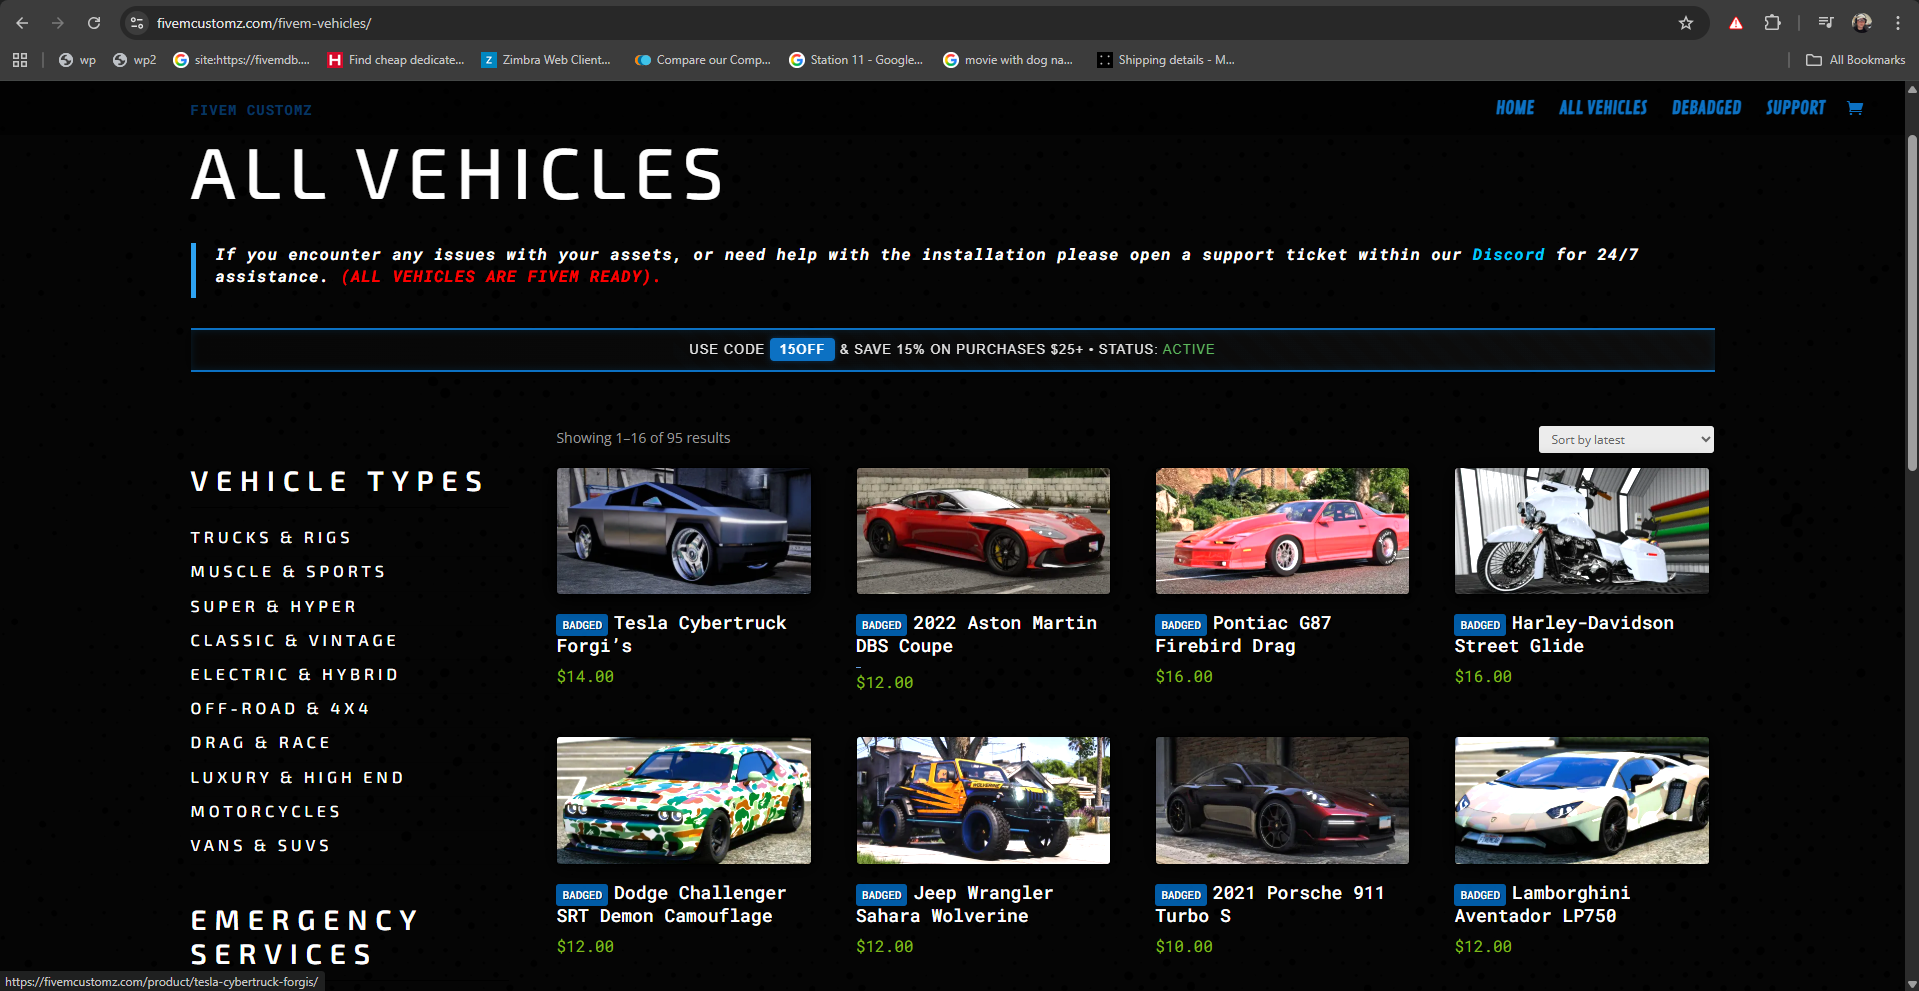 fivemcustomz.com/fivem-vehicles/
wp
wp2
site:https://fivemdb....
Find cheap dedicate...
Zimbra Web Client...
Compare our Comp...
Station 11 - Google...
movie with dog na...
Shipping details - M...
All Bookmarks
FIVEM CUSTOMZ
HOME
ALL VEHICLES
DEBADGED
SUPPORT
ALL VEHICLES
If you encounter any issues with your assets, or need help with the installation please open a support ticket within our Discord for 24/7
assistance. (ALL VEHICLES ARE FIVEM READY).
USE CODE 15OFF & SAVE 15% ON PURCHASES $25+ • STATUS: ACTIVE
Showing 1–16 of 95 results
Sort by latest
VEHICLE TYPES
TRUCKS & RIGS
MUSCLE & SPORTS
SUPER & HYPER
CLASSIC & VINTAGE
ELECTRIC & HYBRID
OFF-ROAD & 4X4
DRAG & RACE
LUXURY & HIGH END
MOTORCYCLES
VANS & SUVS
EMERGENCY
SERVICES
BADGED Tesla Cybertruck
Forgi’s
$14.00
BADGED 2022 Aston Martin
DBS Coupe
$12.00
BADGED Pontiac G87
Firebird Drag
$16.00
BADGED Harley-Davidson
Street Glide
$16.00
BADGED Dodge Challenger
SRT Demon Camouflage
$12.00
WOLVERINE
BADGED Jeep Wrangler
Sahara Wolverine
$12.00
BADGED 2021 Porsche 911
Turbo S
$10.00
BADGED Lamborghini
Aventador LP750
$12.00
https://fivemcustomz.com/product/tesla-cybertruck-forgis/